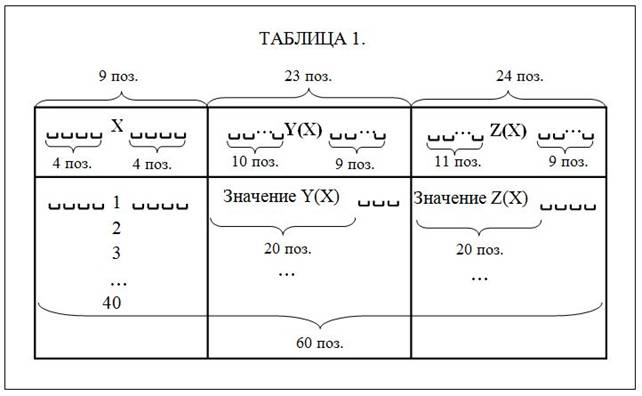 ТАБЛИЦА 1.
9 поз. 23 поз. 24 поз.
␣␣␣␣ X ␣␣␣␣ ␣␣…␣ Y(X) ␣␣…␣ ␣␣…␣ Z(X) ␣␣…␣
4 поз. 4 поз. 10 поз. 9 поз. 11 поз. 9 поз.
␣␣␣␣ 1 ␣␣␣␣ Значение Y(X) ␣␣␣ Значение Z(X) ␣␣␣␣
2
3 20 поз. 20 поз.
… … …
40
60 поз.